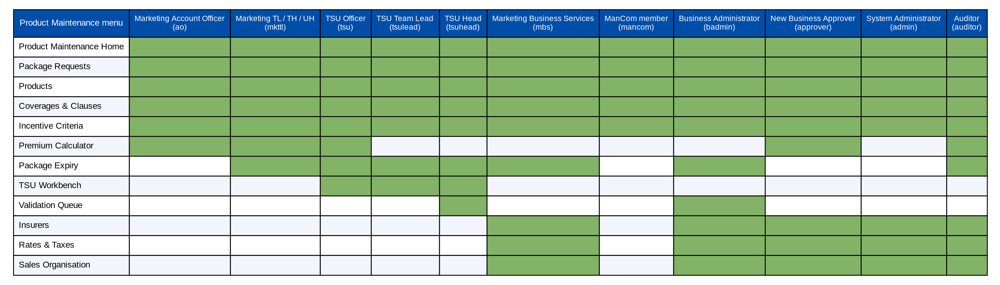 Product Maintenance menu
Marketing Account Officer
(ao)
Marketing TL / TH / UH
(mkttl)
TSU Officer
(tsu)
TSU Team Lead
(tsulead)
TSU Head
(tsuhead)
Marketing Business Services
(mbs)
ManCom member
(mancom)
Business Administrator
(badmin)
New Business Approver
(approver)
System Administrator
(admin)
Auditor
(auditor)
Product Maintenance Home
Package Requests
Products
Coverages & Clauses
Incentive Criteria
Premium Calculator
Package Expiry
TSU Workbench
Validation Queue
Insurers
Rates & Taxes
Sales Organisation